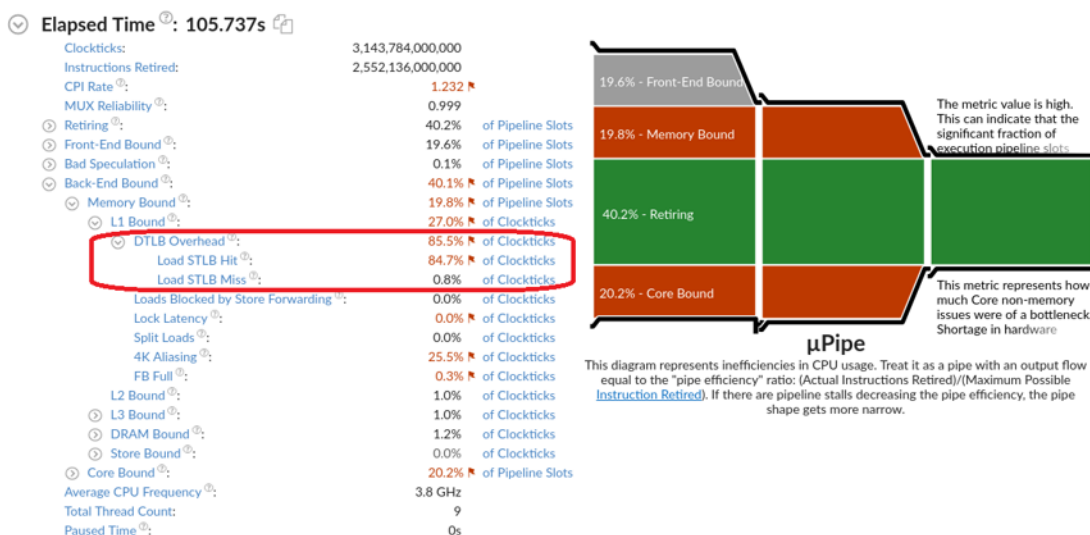 Elapsed Time ?: 105.737s
Clockticks: 3,143,784,000,000
Instructions Retired: 2,552,136,000,000
CPI Rate ?: 1.232
MUX Reliability ?: 0.999
Retiring ?: 40.2% of Pipeline Slots
Front-End Bound ?: 19.6% of Pipeline Slots
Bad Speculation ?: 0.1% of Pipeline Slots
Back-End Bound ?: 40.1% of Pipeline Slots
Memory Bound ?: 19.8% of Pipeline Slots
L1 Bound ?: 27.0% of Clockticks
DTLB Overhead ?: 85.5% of Clockticks
Load STLB Hit ?: 84.7% of Clockticks
Load STLB Miss ?: 0.8% of Clockticks
Loads Blocked by Store Forwarding ?: 0.0% of Clockticks
Lock Latency ?: 0.0% of Clockticks
Split Loads ?: 0.0% of Clockticks
4K Aliasing ?: 25.5% of Clockticks
FB Full ?: 0.3% of Clockticks
L2 Bound ?: 1.0% of Clockticks
L3 Bound ?: 1.0% of Clockticks
DRAM Bound ?: 1.2% of Clockticks
Store Bound ?: 0.0% of Clockticks
Core Bound ?: 20.2% of Pipeline Slots
Average CPU Frequency ?: 3.8 GHz
Total Thread Count: 9
Paused Time ?: 0s
19.6% - Front-End Bound
19.8% - Memory Bound
40.2% - Retiring
20.2% - Core Bound
The metric value is high.
This can indicate that the
significant fraction of
execution pipeline slots
This metric represents how
much Core non-memory
issues were of a bottleneck
Shortage in hardware
µPipe
This diagram represents inefficiencies in CPU usage. Treat it as a pipe with an output flow
equal to the "pipe efficiency" ratio: (Actual Instructions Retired)/(Maximum Possible
Instruction Retired). If there are pipeline stalls decreasing the pipe efficiency, the pipe
shape gets more narrow.